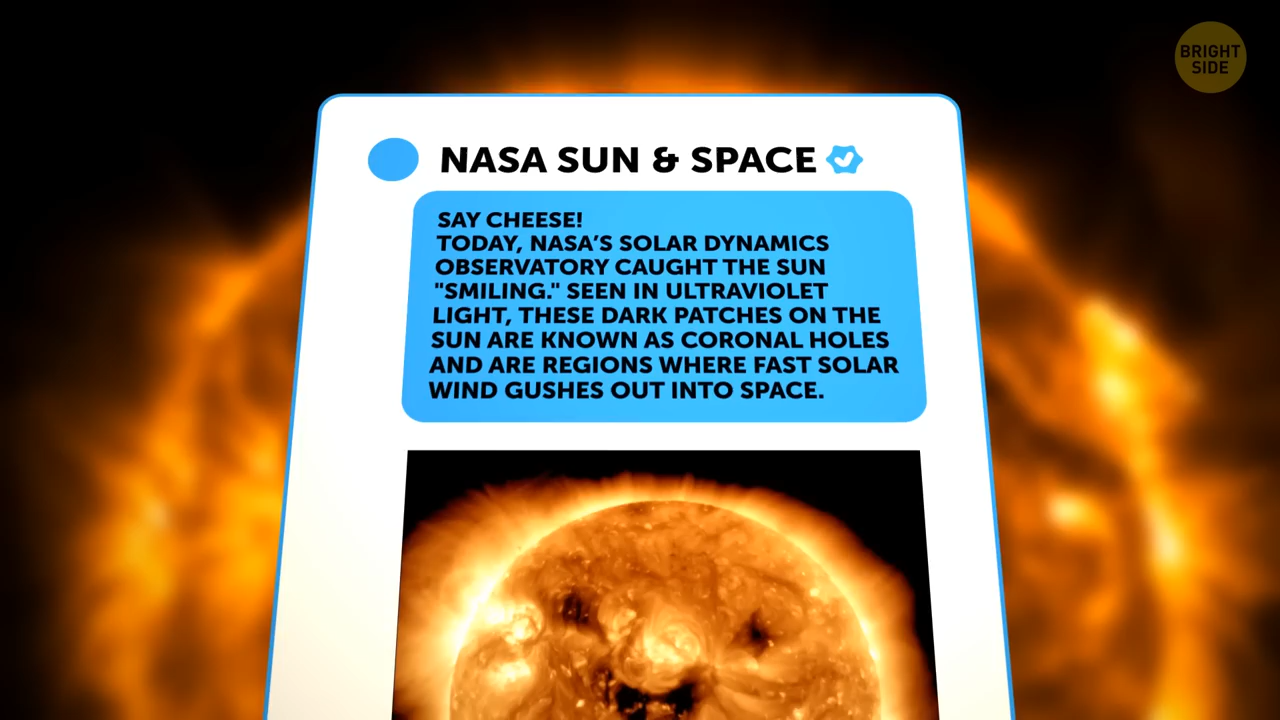 BRIGHT
SIDE
NASA SUN & SPACE
SAY CHEESE!
TODAY, NASA’S SOLAR DYNAMICS
OBSERVATORY CAUGHT THE SUN
"SMILING." SEEN IN ULTRAVIOLET
LIGHT, THESE DARK PATCHES ON THE
SUN ARE KNOWN AS CORONAL HOLES
AND ARE REGIONS WHERE FAST SOLAR
WIND GUSHES OUT INTO SPACE.